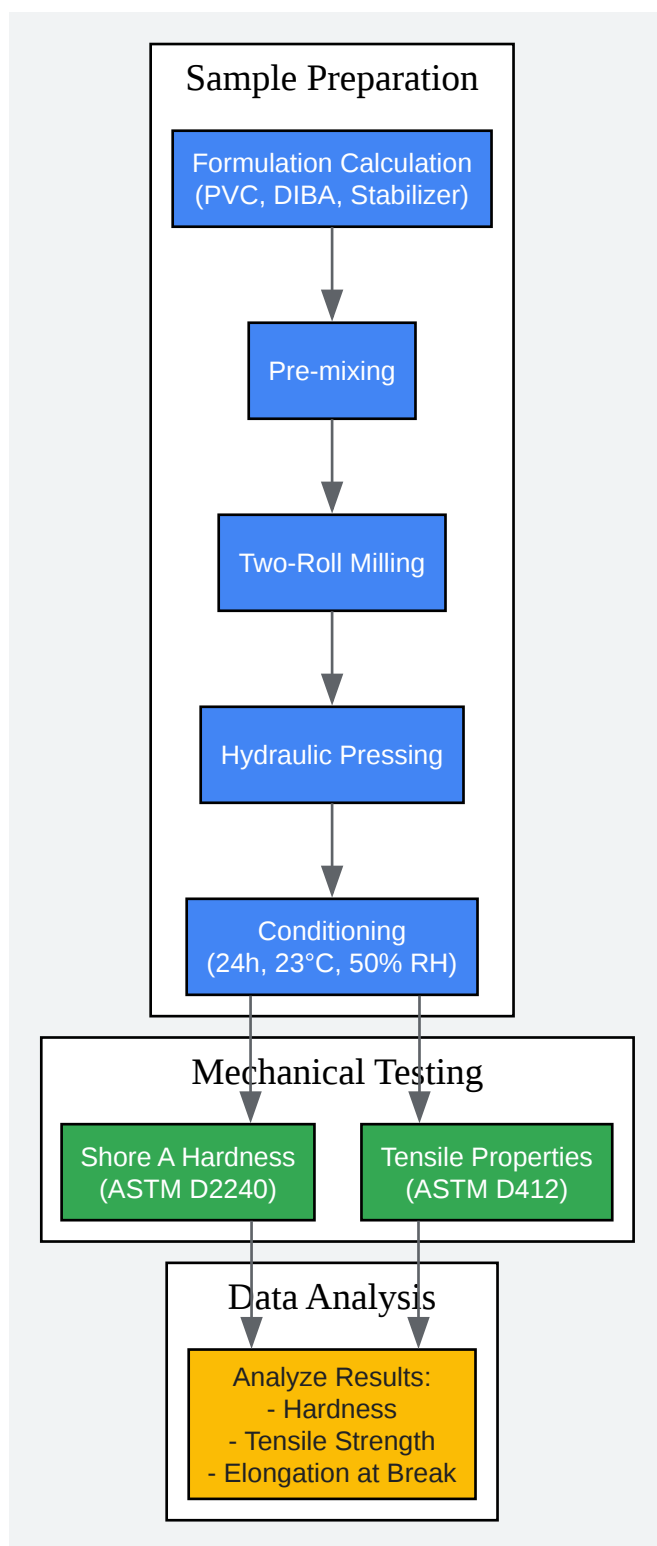 Sample Preparation
Formulation Calculation
(PVC, DIBA, Stabilizer)
Pre-mixing
Two-Roll Milling
Hydraulic Pressing
Conditioning
(24h, 23°C, 50% RH)
Mechanical Testing
Shore A Hardness
(ASTM D2240)
Tensile Properties
(ASTM D412)
Data Analysis
Analyze Results:
- Hardness
- Tensile Strength
- Elongation at Break